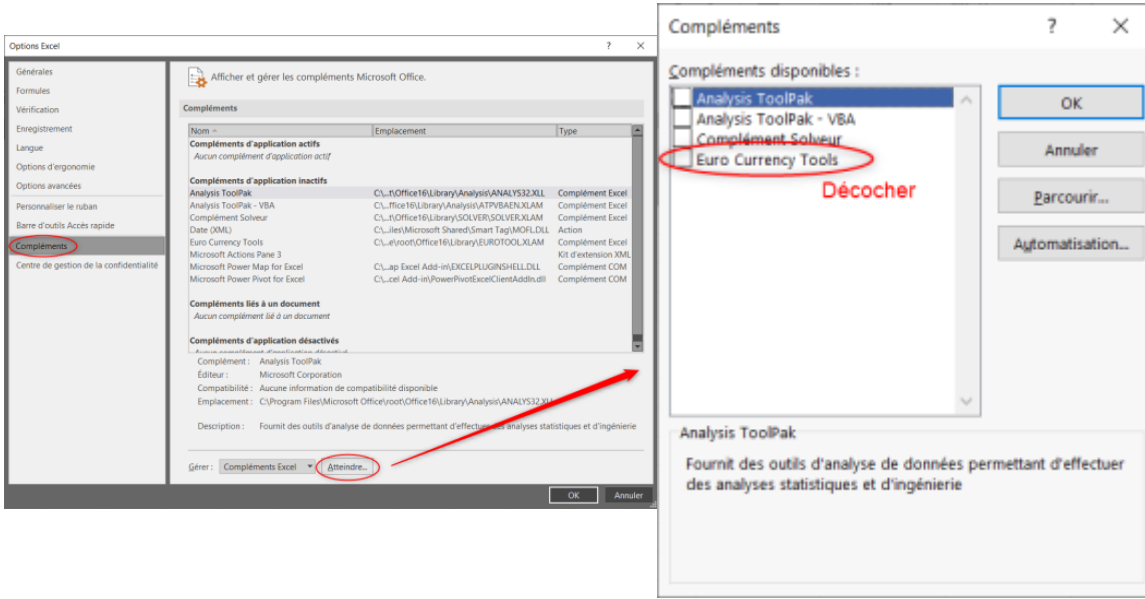 Options Excel
?
Générales
Formules
Vérification
Enregistrement
Langue
Options d'ergonomie
Options avancées
Personnaliser le ruban
Barre d'outils Accès rapide
Compléments
Centre de gestion de la confidentialité
Afficher et gérer les compléments Microsoft Office.
Compléments
Nom Emplacement Type
Compléments d'application actifs
Aucun complément d'application actif
Compléments d'application inactifs
Analysis ToolPak C:\...t\Office16\Library\Analysis\ANALYS32.XLL Complément Excel
Analysis ToolPak - VBA C:\...ffice16\Library\Analysis\ATPVBAEN.XLAM Complément Excel
Complément Solveur C:\...t\Office16\Library\SOLVER\SOLVER.XLAM Complément Excel
Date (XML) C:\...iles\Microsoft Shared\Smart Tag\MOFL.DLL Action
Euro Currency Tools C:\...e\root\Office16\Library\EUROTOOL.XLAM Complément Excel
Microsoft Actions Pane 3 Kit d'extension XML
Microsoft Power Map for Excel C:\...ap Excel Add-in\EXCELPLUGINSHELL.DLL Complément COM
Microsoft Power Pivot for Excel C:\...cel Add-in\PowerPivotExcelClientAddIn.dll Complément COM
Compléments liés à un document
Aucun complément lié à un document
Compléments d'application désactivés
Aucun complément d'application désactivé
Complément : Analysis ToolPak
Éditeur : Microsoft Corporation
Compatibilité : Aucune information de compatibilité disponible
Emplacement : C:\Program Files\Microsoft Office\root\Office16\Library\Analysis\ANALYS32.XLL
Description : Fournit des outils d'analyse de données permettant d'effectuer des analyses statistiques et d'ingénierie
Gérer : Compléments Excel Atteindre...
OK Annuler
Compléments
?
Compléments disponibles :
Analysis ToolPak
Analysis ToolPak - VBA
Complément Solveur
Euro Currency Tools
Décocher
OK
Annuler
Parcourir...
Automatisation...
Analysis ToolPak
Fournit des outils d'analyse de données permettant d'effectuer
des analyses statistiques et d'ingénierie